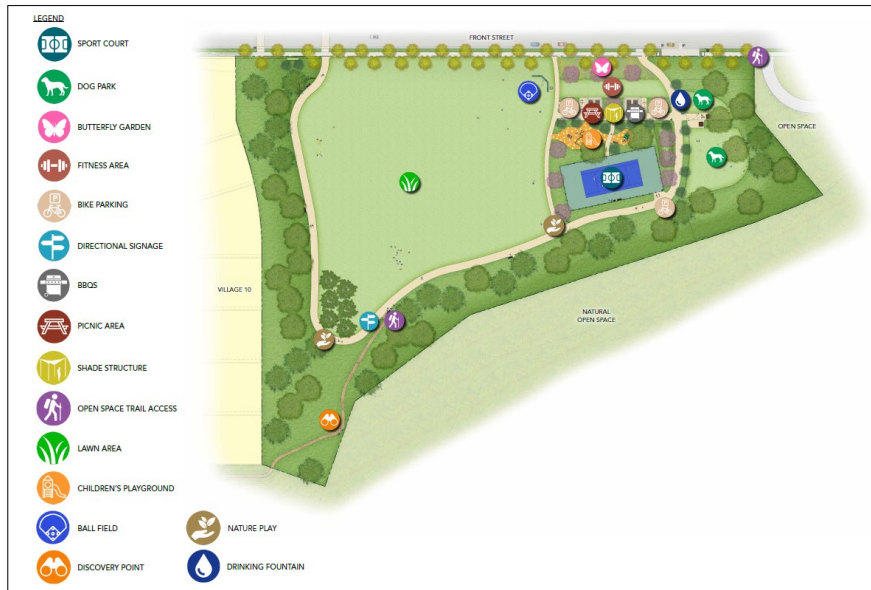 LEGEND
SPORT COURT
DOG PARK
BUTTERFLY GARDEN
FITNESS AREA
BIKE PARKING
DIRECTIONAL SIGNAGE
BBQS
PICNIC AREA
SHADE STRUCTURE
OPEN SPACE TRAIL ACCESS
LAWN AREA
CHILDREN'S PLAYGROUND
BALL FIELD
DISCOVERY POINT
NATURE PLAY
DRINKING FOUNTAIN
FRONT STREET
OPEN SPACE
VILLAGE 10
NATURAL
OPEN SPACE
P
P
P
P